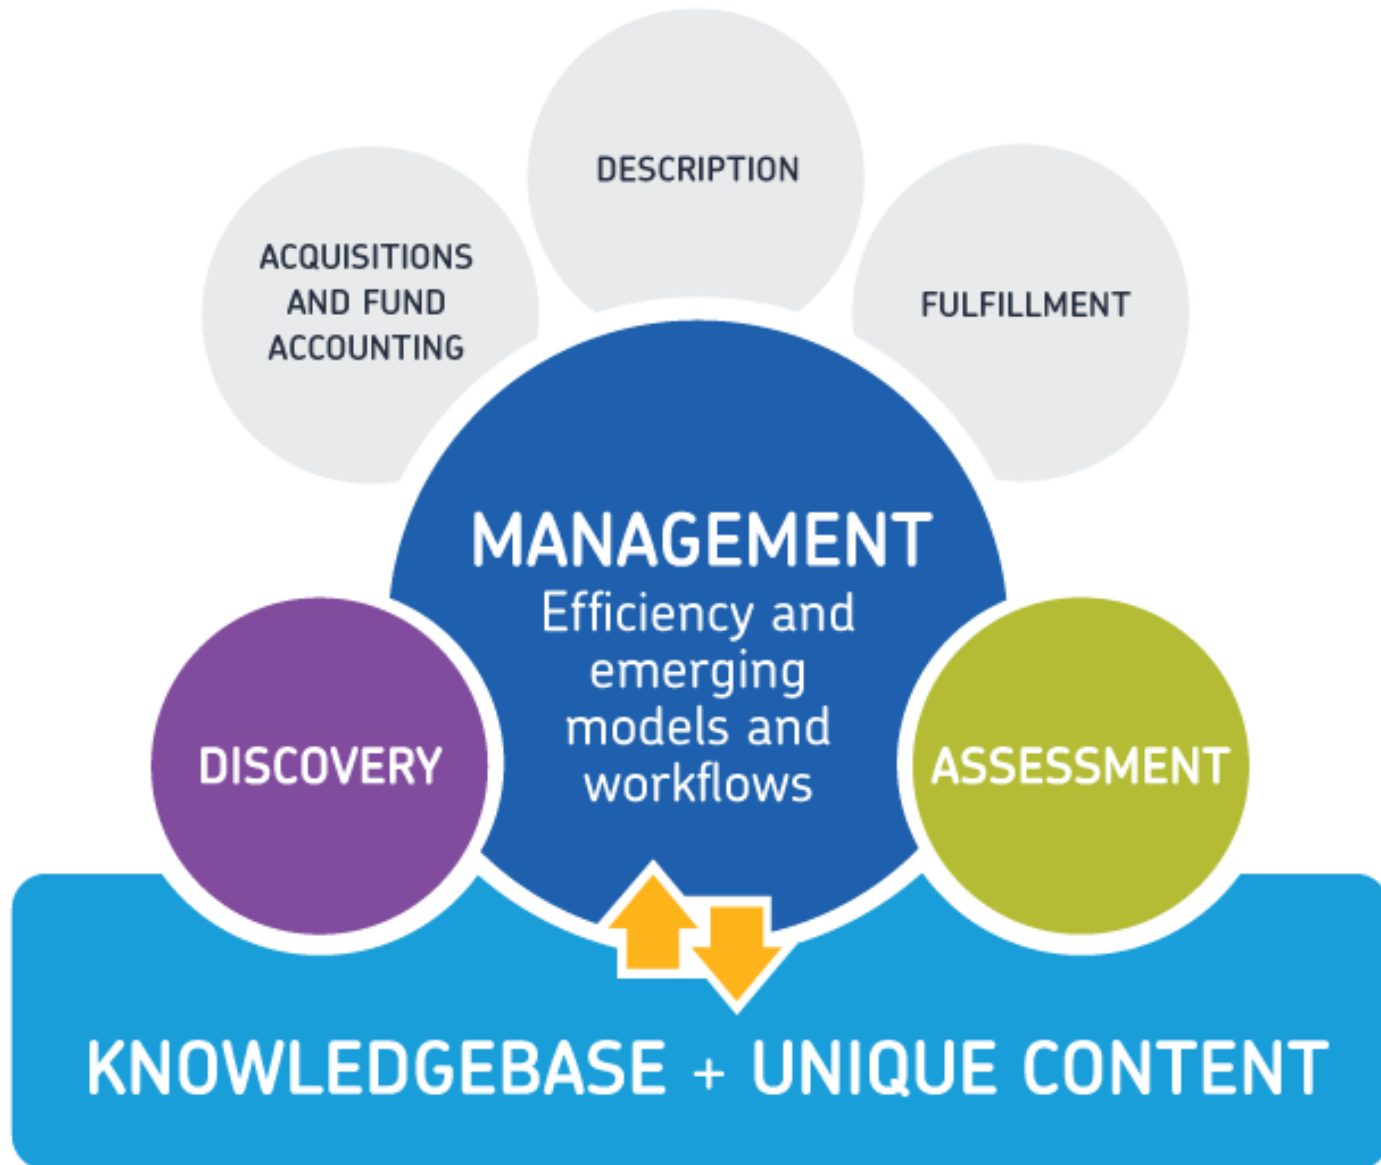 DESCRIPTION
ACQUISITIONS
AND FUND
ACCOUNTING
FULFILLMENT
MANAGEMENT
Efficiency and
emerging
models and
workflows
DISCOVERY
ASSESSMENT
KNOWLEDGEBASE + UNIQUE CONTENT